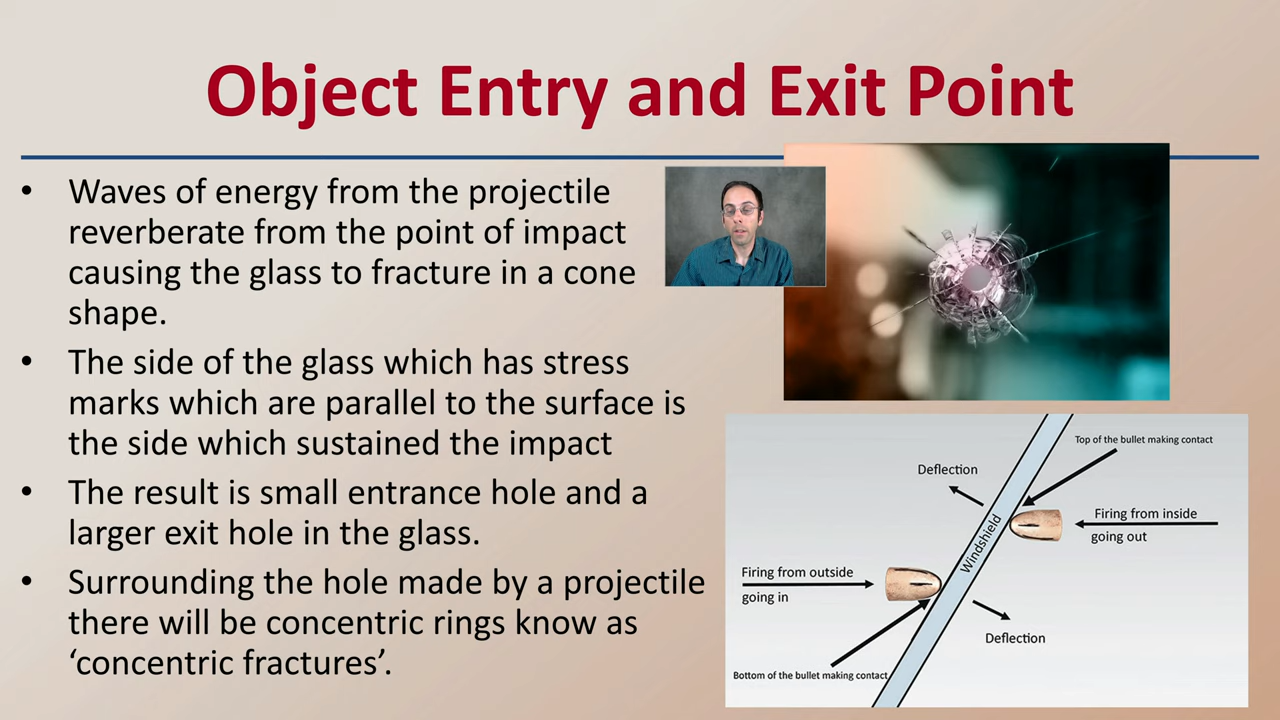 Object Entry and Exit Point
• Waves of energy from the projectile
reverberate from the point of impact
causing the glass to fracture in a cone
shape.
• The side of the glass which has stress
marks which are parallel to the surface is
the side which sustained the impact
• The result is small entrance hole and a
larger exit hole in the glass.
• Surrounding the hole made by a projectile
there will be concentric rings know as
‘concentric fractures’.
Top of the bullet making contact
Deflection
Firing from inside
going out
Windshield
Firing from outside
going in
Deflection
Bottom of the bullet making contact